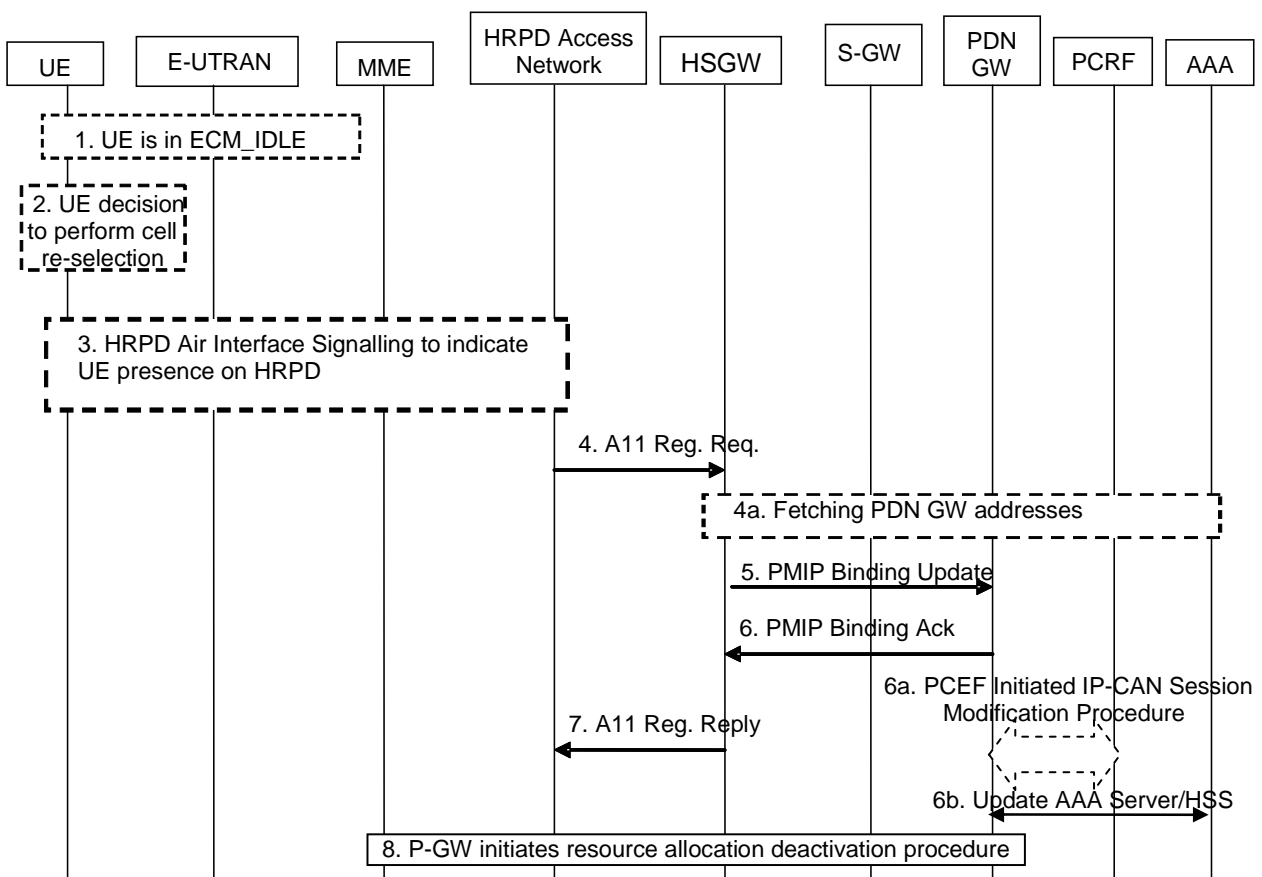 UE
E-UTRAN
MME
HRPD Access
Network
HSGW
S-GW
PDN
GW
PCRF
AAA
1. UE is in ECM_IDLE
2. UE decision
to perform cell
re-selection
3. HRPD Air Interface Signalling to indicate
UE presence on HRPD
4. A11 Reg. Req.
4a. Fetching PDN GW addresses
5. PMIP Binding Update
6. PMIP Binding Ack
6a. PCEF Initiated IP-CAN Session
Modification Procedure
7. A11 Reg. Reply
6b. Update AAA Server/HSS
8. P-GW initiates resource allocation deactivation procedure